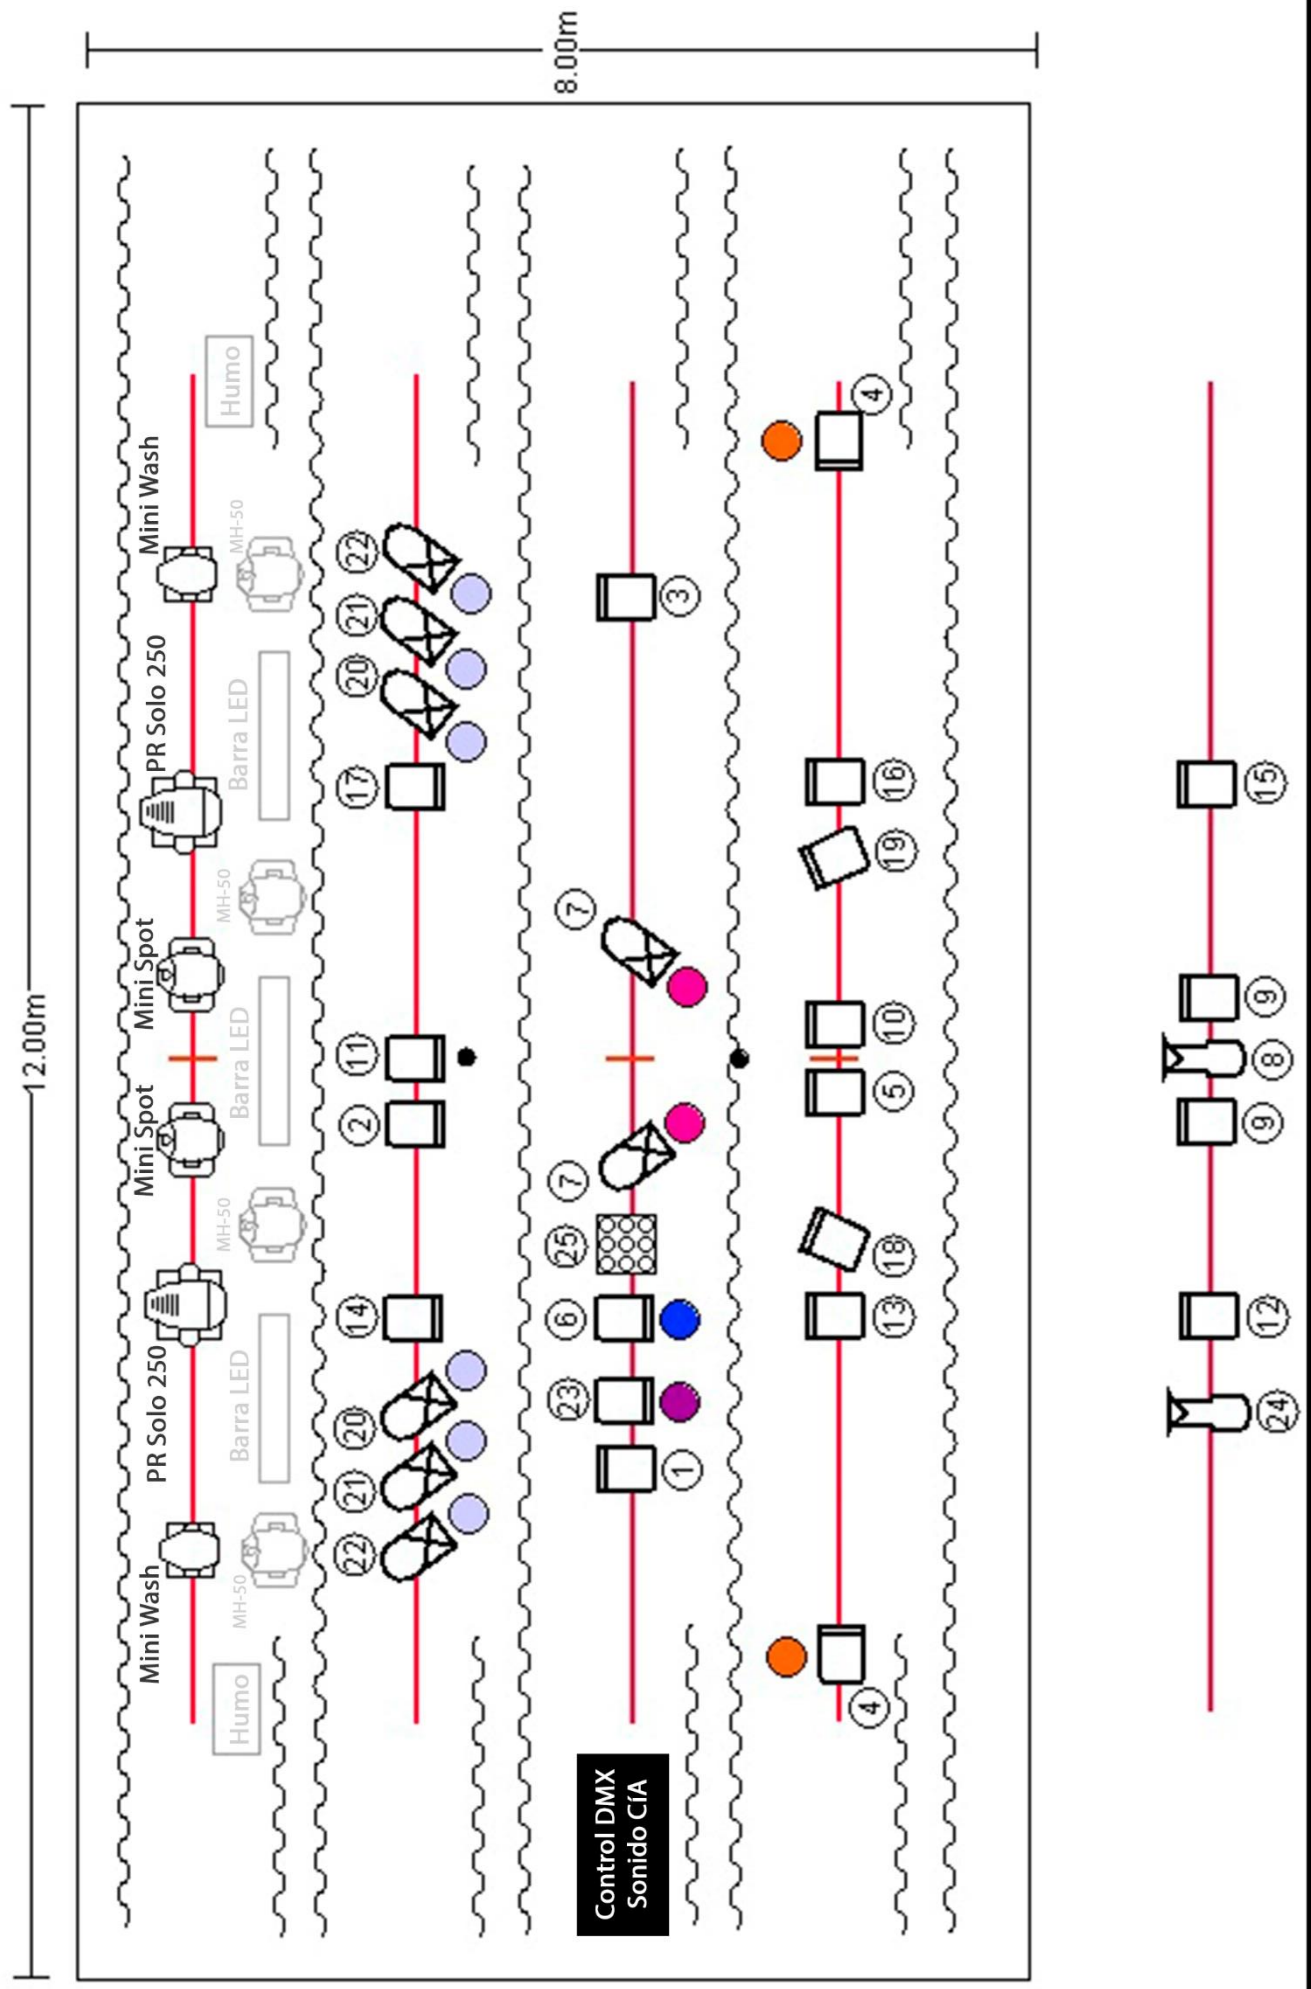 12.00m
Mini Wash
PR Solo 250
Mini Spot
Mini Spot
PR Solo 250
Mini Wash
Humo
MH-50
Barra LED
MH-50
Barra LED
MH-50
Barra LED
MH-50
Humo
22
21
20
14
2
11
17
20
21
22
8.00m
Control DMX
Sonido CíA
1
23
6
25
7
7
3
4
13
18
5
10
19
16
4
24
12
9
8
9
15